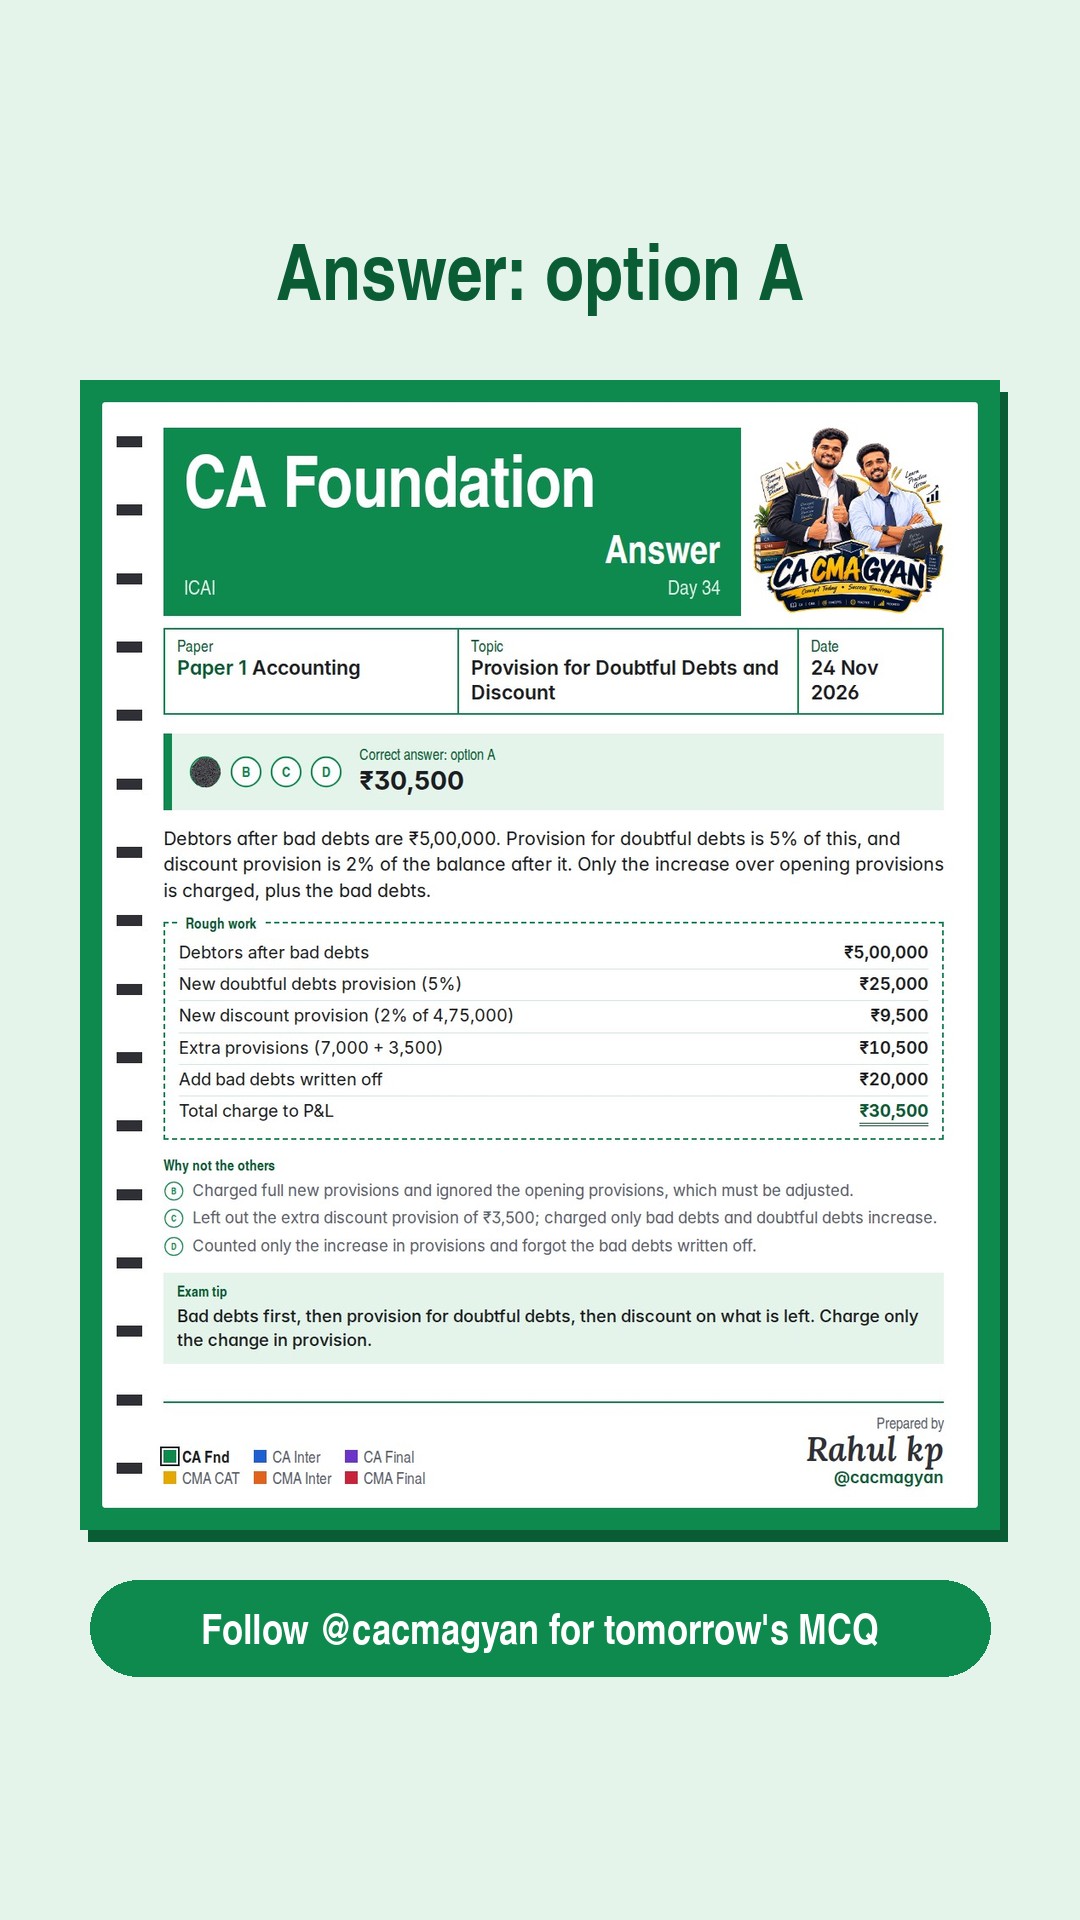 Answer: option A
CA Foundation
Answer
ICAI
Day 34
CA CMA GYAN
Concept Today • Success Tomorrow
Paper
Paper 1 Accounting
Topic
Provision for Doubtful Debts and
Discount
Date
24 Nov
2026
B
C
D
Correct answer: option A
₹30,500
Debtors after bad debts are ₹5,00,000. Provision for doubtful debts is 5% of this, and
discount provision is 2% of the balance after it. Only the increase over opening provisions
is charged, plus the bad debts.
Rough work
Debtors after bad debts ₹5,00,000
New doubtful debts provision (5%) ₹25,000
New discount provision (2% of 4,75,000) ₹9,500
Extra provisions (7,000 + 3,500) ₹10,500
Add bad debts written off ₹20,000
Total charge to P&L ₹30,500
Why not the others
B Charged full new provisions and ignored the opening provisions, which must be adjusted.
C Left out the extra discount provision of ₹3,500; charged only bad debts and doubtful debts increase.
D Counted only the increase in provisions and forgot the bad debts written off.
Exam tip
Bad debts first, then provision for doubtful debts, then discount on what is left. Charge only
the change in provision.
CA Fnd CA Inter CA Final
CMA CAT CMA Inter CMA Final
Prepared by
Rahul kp
@cacmagyan
Follow @cacmagyan for tomorrow's MCQ